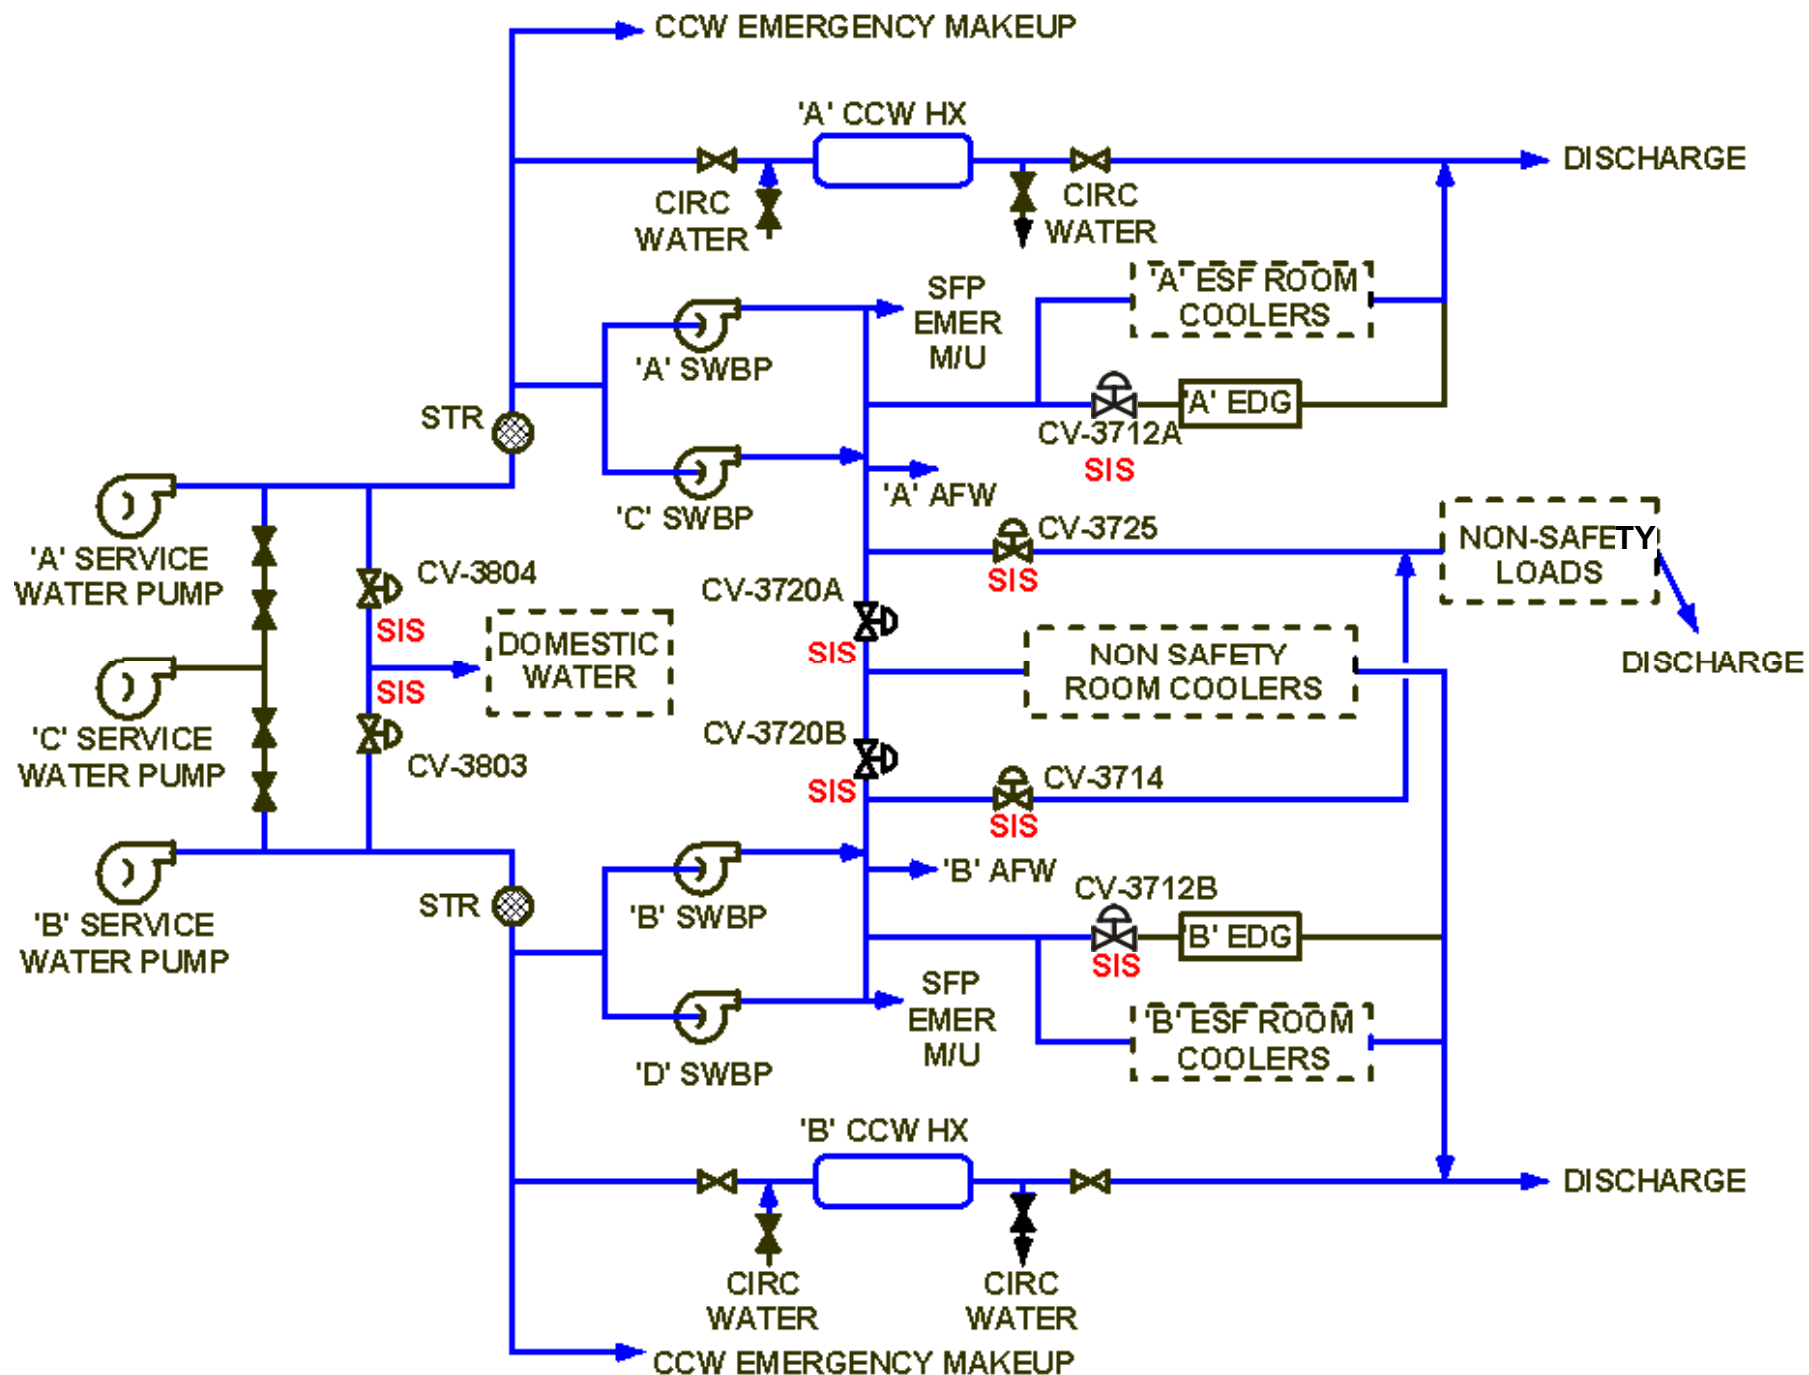 CCW EMERGENCY MAKEUP
'A' CCW HX
DISCHARGE
CIRC
WATER
CIRC
WATER
'A' ESF ROOM
COOLERS
SFP
EMER
M/U
'A' SWBP
'A' EDG
CV-3712A
SIS
STR
'A' AFW
'C' SWBP
CV-3725
SIS
NON-SAFETY
LOADS
'A' SERVICE
WATER PUMP
CV-3804
SIS
CV-3720A
SIS
DOMESTIC
WATER
NON SAFETY
ROOM COOLERS
DISCHARGE
SIS
'C' SERVICE
WATER PUMP
CV-3803
CV-3720B
SIS
CV-3714
SIS
'B' AFW
CV-3712B
SIS
'B' EDG
STR
'B' SWBP
'B' SERVICE
WATER PUMP
SFP
EMER
M/U
'B' ESF ROOM
COOLERS
'D' SWBP
'B' CCW HX
DISCHARGE
CIRC
WATER
CIRC
WATER
CCW EMERGENCY MAKEUP